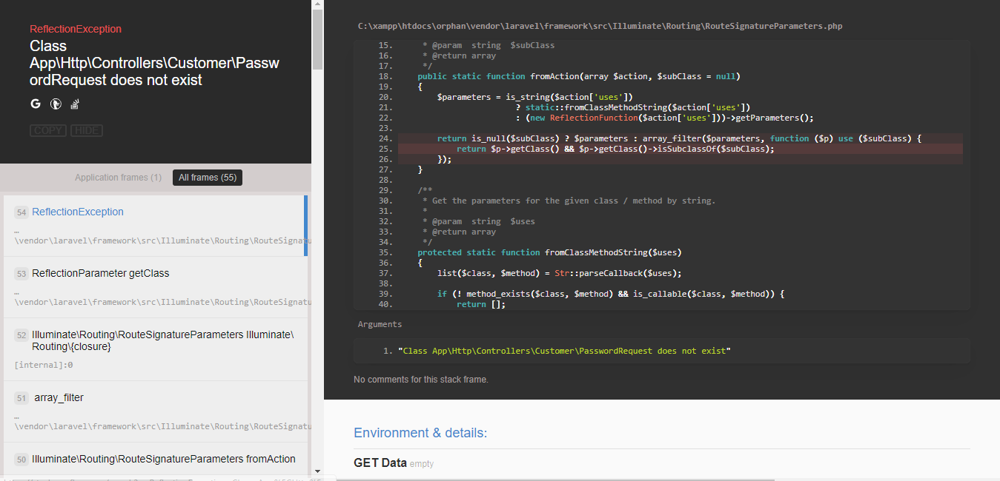 ReflectionException
Class
App\Http\Controllers\Customer\Passw
ordRequest does not exist
G
COPY HIDE
Application frames (1) All frames (55)
54 ReflectionException
…
\vendor\laravel\framework\src\Illuminate\Routing\RouteSignatu
53 ReflectionParameter getClass
…
\vendor\laravel\framework\src\Illuminate\Routing\RouteSignatu
52 Illuminate\Routing\RouteSignatureParameters Illuminate\
Routing\{closure}
[internal]:0
51 array_filter
…
\vendor\laravel\framework\src\Illuminate\Routing\RouteSignatu
50 Illuminate\Routing\RouteSignatureParameters fromAction
C:\xampp\htdocs\orphan\vendor\laravel\framework\src\Illuminate\Routing\RouteSignatureParameters.php
15.      * @param  string  $subClass
16.      * @return array
17.      */
18.     public static function fromAction(array $action, $subClass = null)
19.     {
20.         $parameters = is_string($action['uses'])
21.                         ? static::fromClassMethodString($action['uses'])
22.                         : (new ReflectionFunction($action['uses']))->getParameters();
23.
24.         return is_null($subClass) ? $parameters : array_filter($parameters, function ($p) use ($subClass) {
25.             return $p->getClass() && $p->getClass()->isSubclassOf($subClass);
26.         });
27.     }
28.
29.     /**
30.      * Get the parameters for the given class / method by string.
31.      *
32.      * @param  string  $uses
33.      * @return array
34.      */
35.     protected static function fromClassMethodString($uses)
36.     {
37.         list($class, $method) = Str::parseCallback($uses);
38.
39.         if (! method_exists($class, $method) && is_callable($class, $method)) {
40.             return [];
Arguments
1. "Class App\Http\Controllers\Customer\PasswordRequest does not exist"
No comments for this stack frame.
Environment & details:
GET Data empty